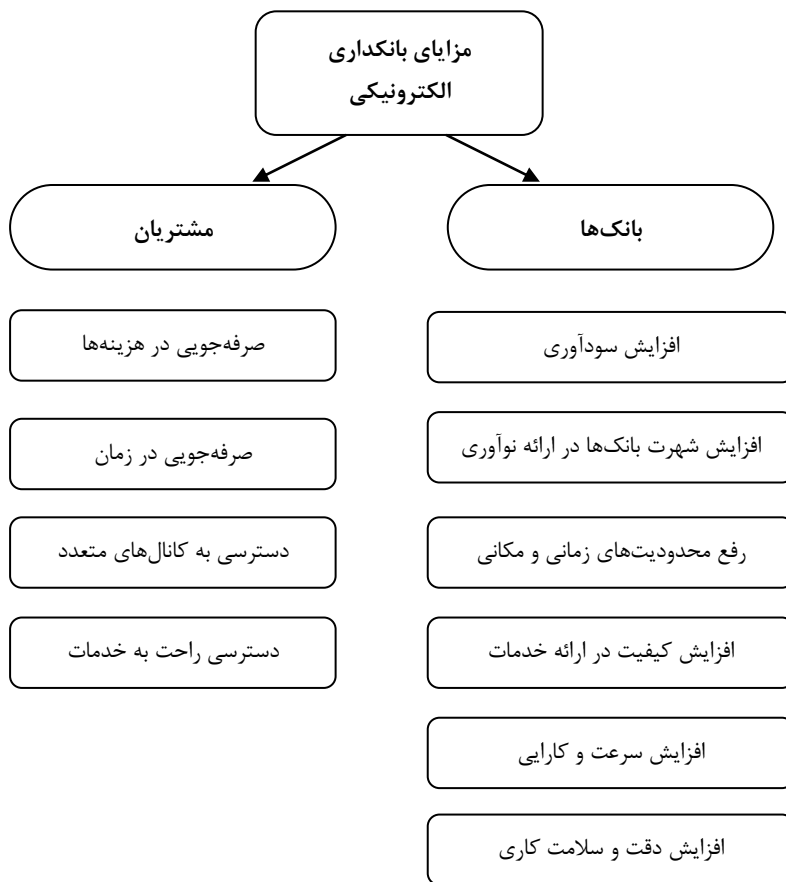 مزایای بانکداری
الکترونیکی
بانک‌ها
مشتریان
افزایش سودآوری
افزایش شهرت بانک‌ها در ارائه نوآوری
رفع محدودیت‌های زمانی و مکانی
افزایش کیفیت در ارائه خدمات
افزایش سرعت و کارایی
افزایش دقت و سلامت کاری
صرفه‌جویی در هزینه‌ها
صرفه‌جویی در زمان
دسترسی به کانال‌های متعدد
دسترسی راحت به خدمات